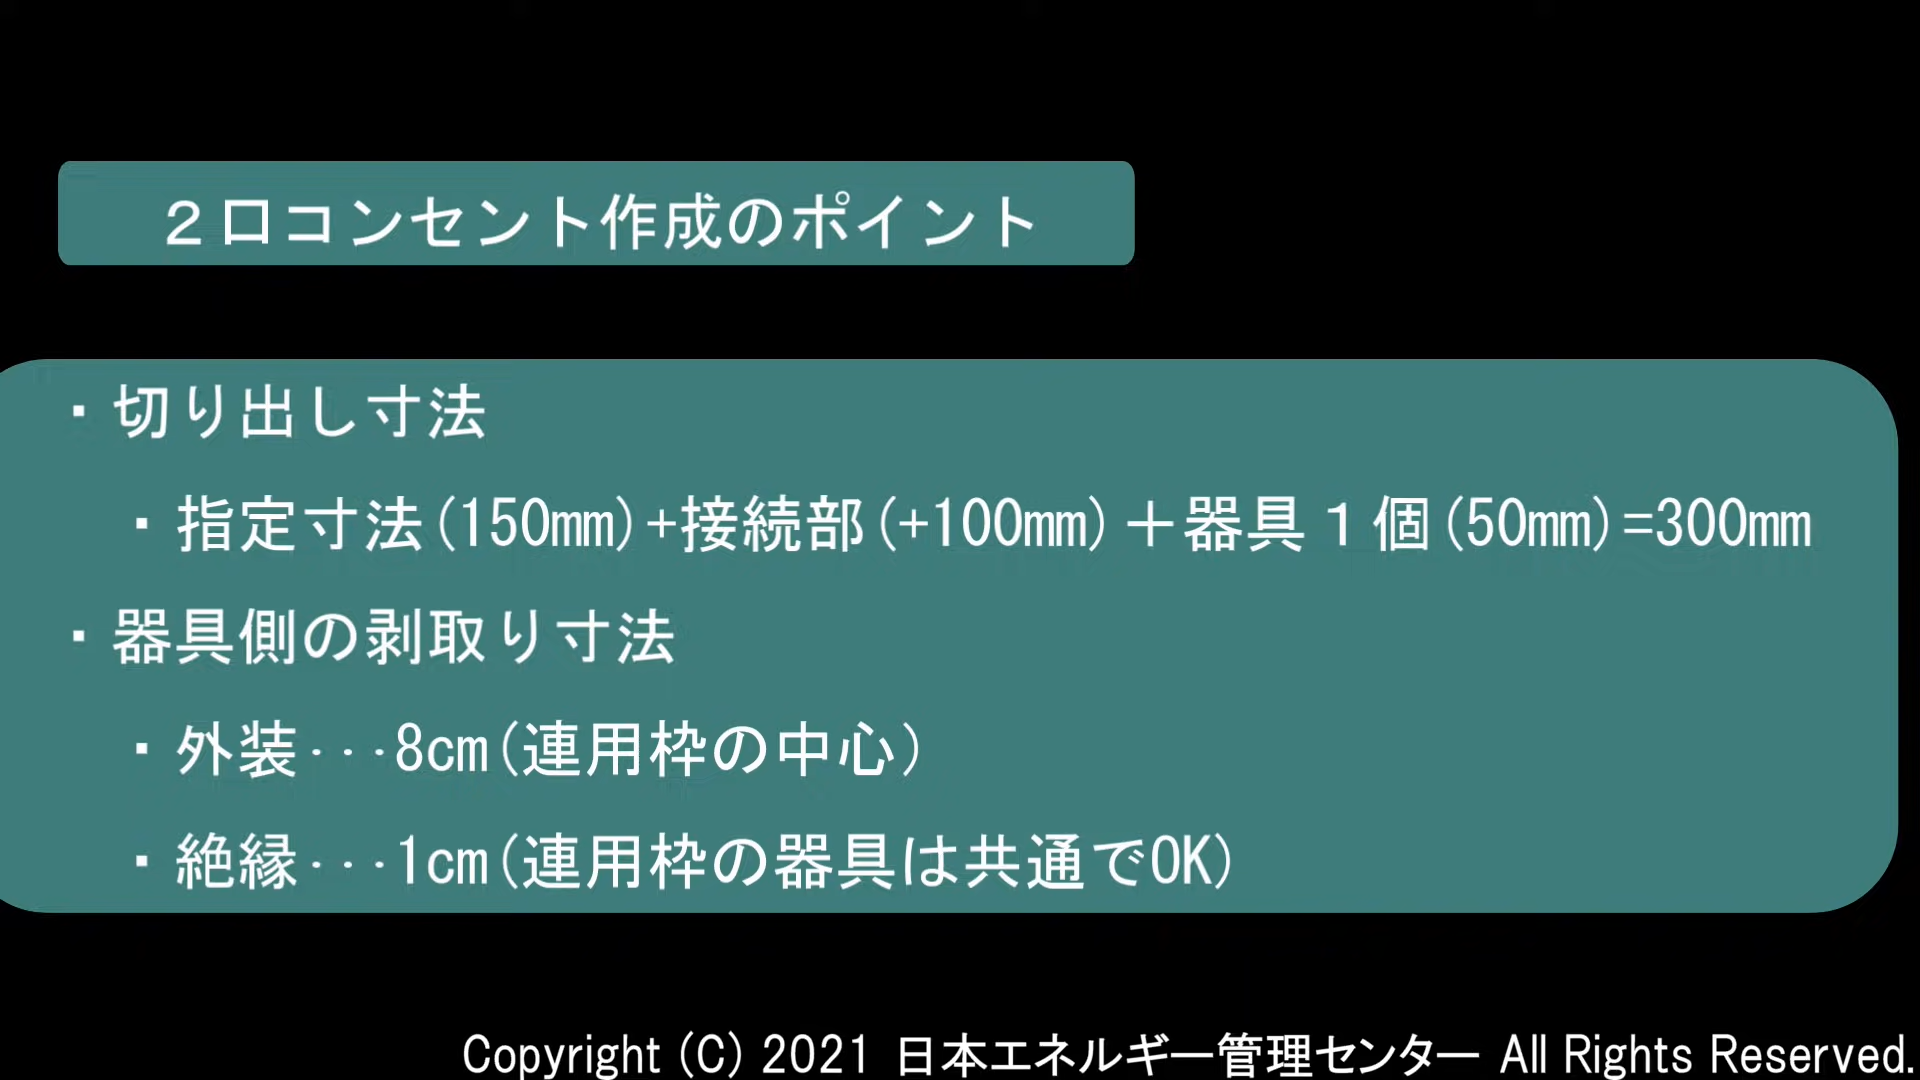 ２口コンセント作成のポイント
・切り出し寸法
・指定寸法(150mm)+接続部(+100mm)＋器具１個(50mm)=300mm
・器具側の剥取り寸法
・外装･･･8cm(連用枠の中心)
・絶縁･･･1cm(連用枠の器具は共通でOK)
Copyright (C) 2021 日本エネルギー管理センター All Rights Reserved.